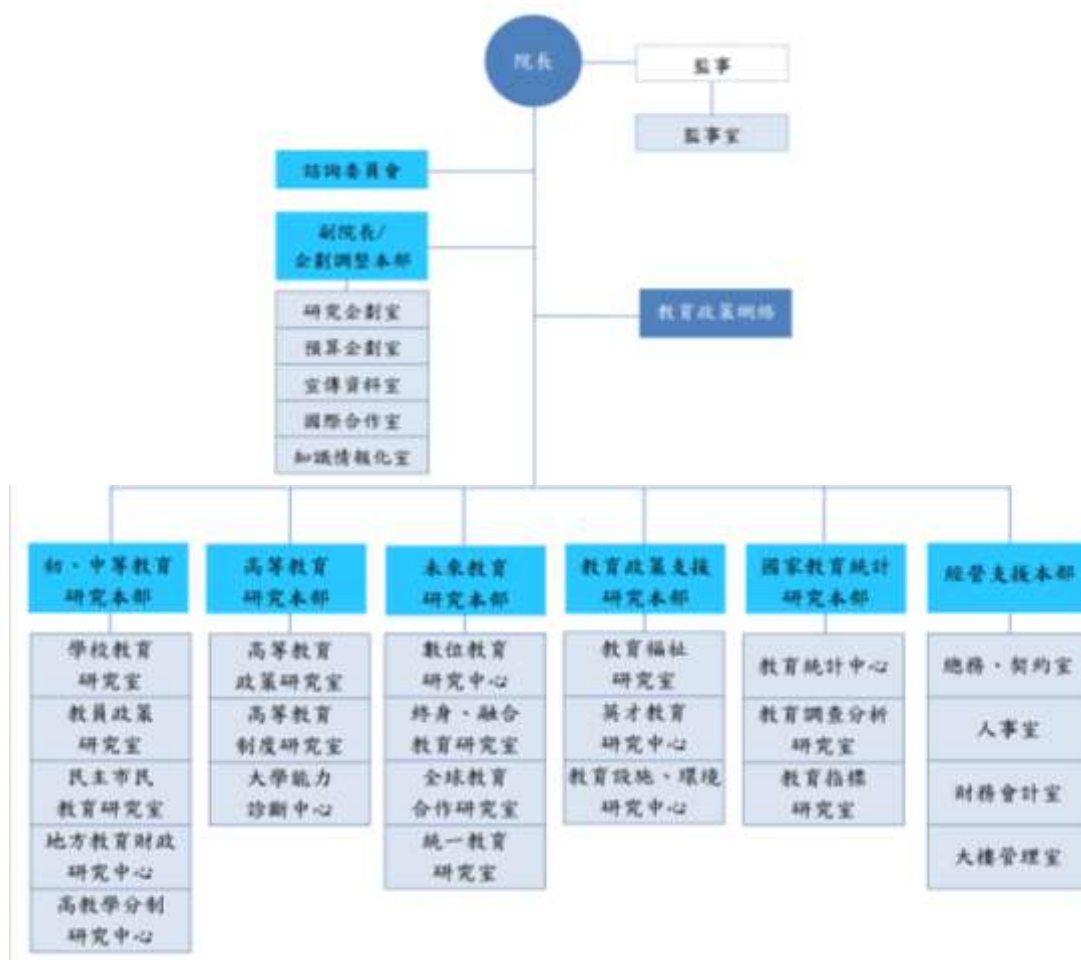 院長
監事
監事室
諮詢委員會
副院長/
企劃調整本部
研究企劃室
預算企劃室
宣傳資料室
國際合作室
知識情報化室
教育政策網絡
初、中等教育
研究本部
學校教育
研究室
教員政策
研究室
民主市民
教育研究室
地方教育財政
研究中心
高教學分制
研究中心
高等教育
研究本部
高等教育
政策研究室
高等教育
制度研究室
大學能力
診斷中心
未來教育
研究本部
數位教育
研究中心
終身、融合
教育研究室
全球教育
合作研究室
統一教育
研究室
教育政策支援
研究本部
教育福祉
研究室
英才教育
研究中心
教育設施、環境
研究中心
國家教育統計
研究本部
教育統計中心
教育調查分析
研究室
教育指標
研究室
經營支援本部
總務、契約室
人事室
財務會計室
大樓管理室